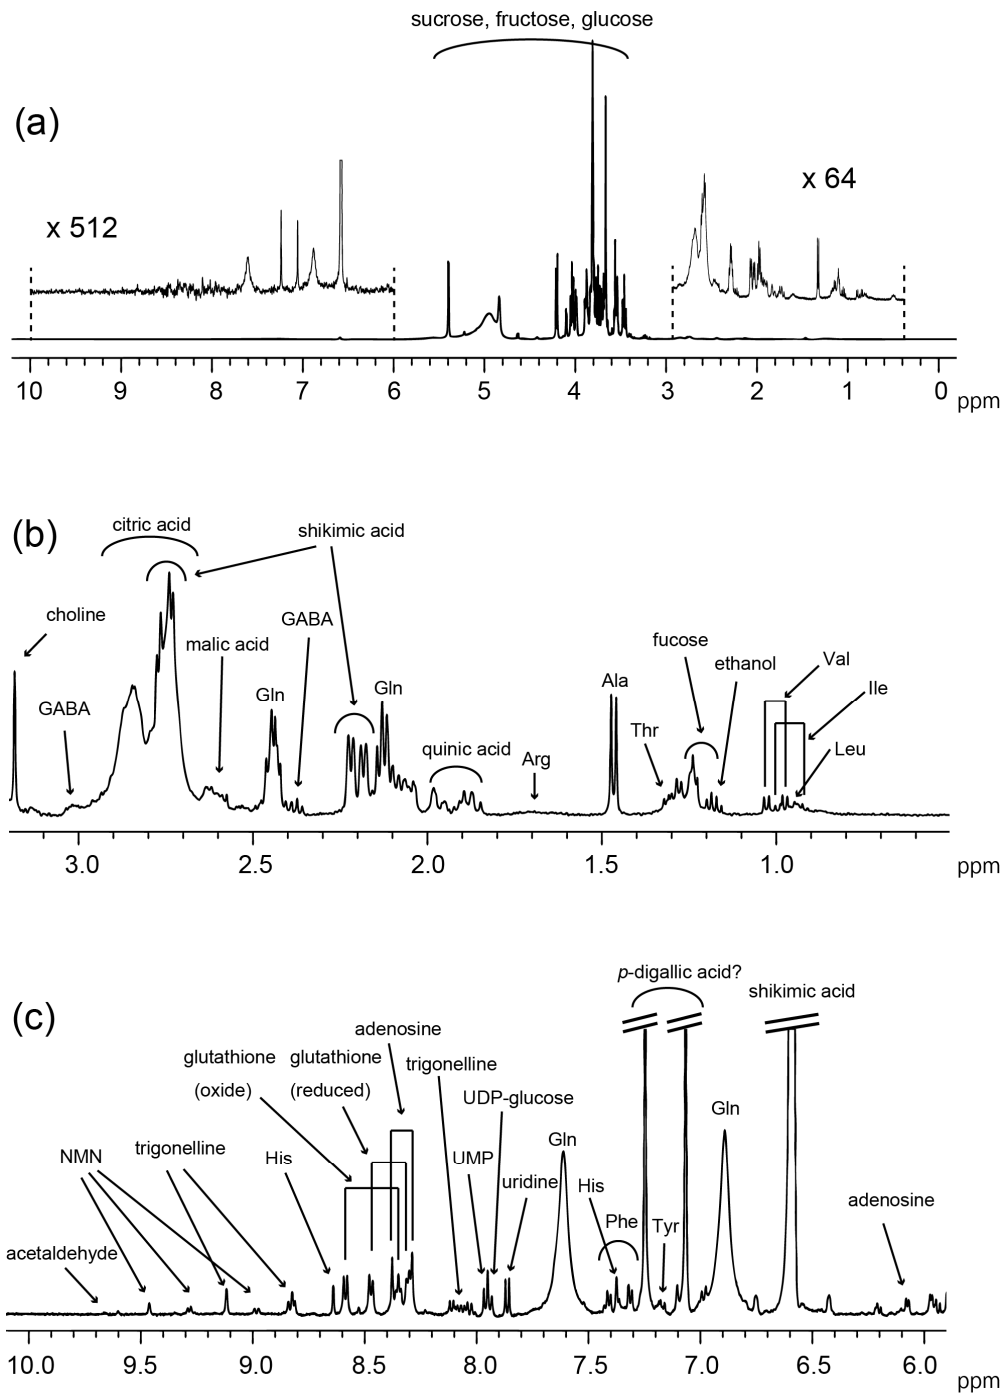 sucrose, fructose, glucose
(a)
x 512
x 64
10 9 8 7 6 5 4 3 2 1 0
ppm
(b)
citric acid
shikimic acid
choline
GABA
malic acid
fucose
ethanol
Val
GABA
Gln
Gln
Ala
Ile
Thr
quinic acid
Arg
Leu
3.0 2.5 2.0 1.5 1.0
ppm
(c)
p-digallic acid?
shikimic acid
adenosine
glutathione
(oxide)
glutathione
(reduced)
trigonelline
UDP-glucose
Gln
Gln
NMN
trigonelline
His
UMP
uridine
His
Phe
Tyr
adenosine
acetaldehyde
10.0 9.5 9.0 8.5 8.0 7.5 7.0 6.5 6.0
ppm